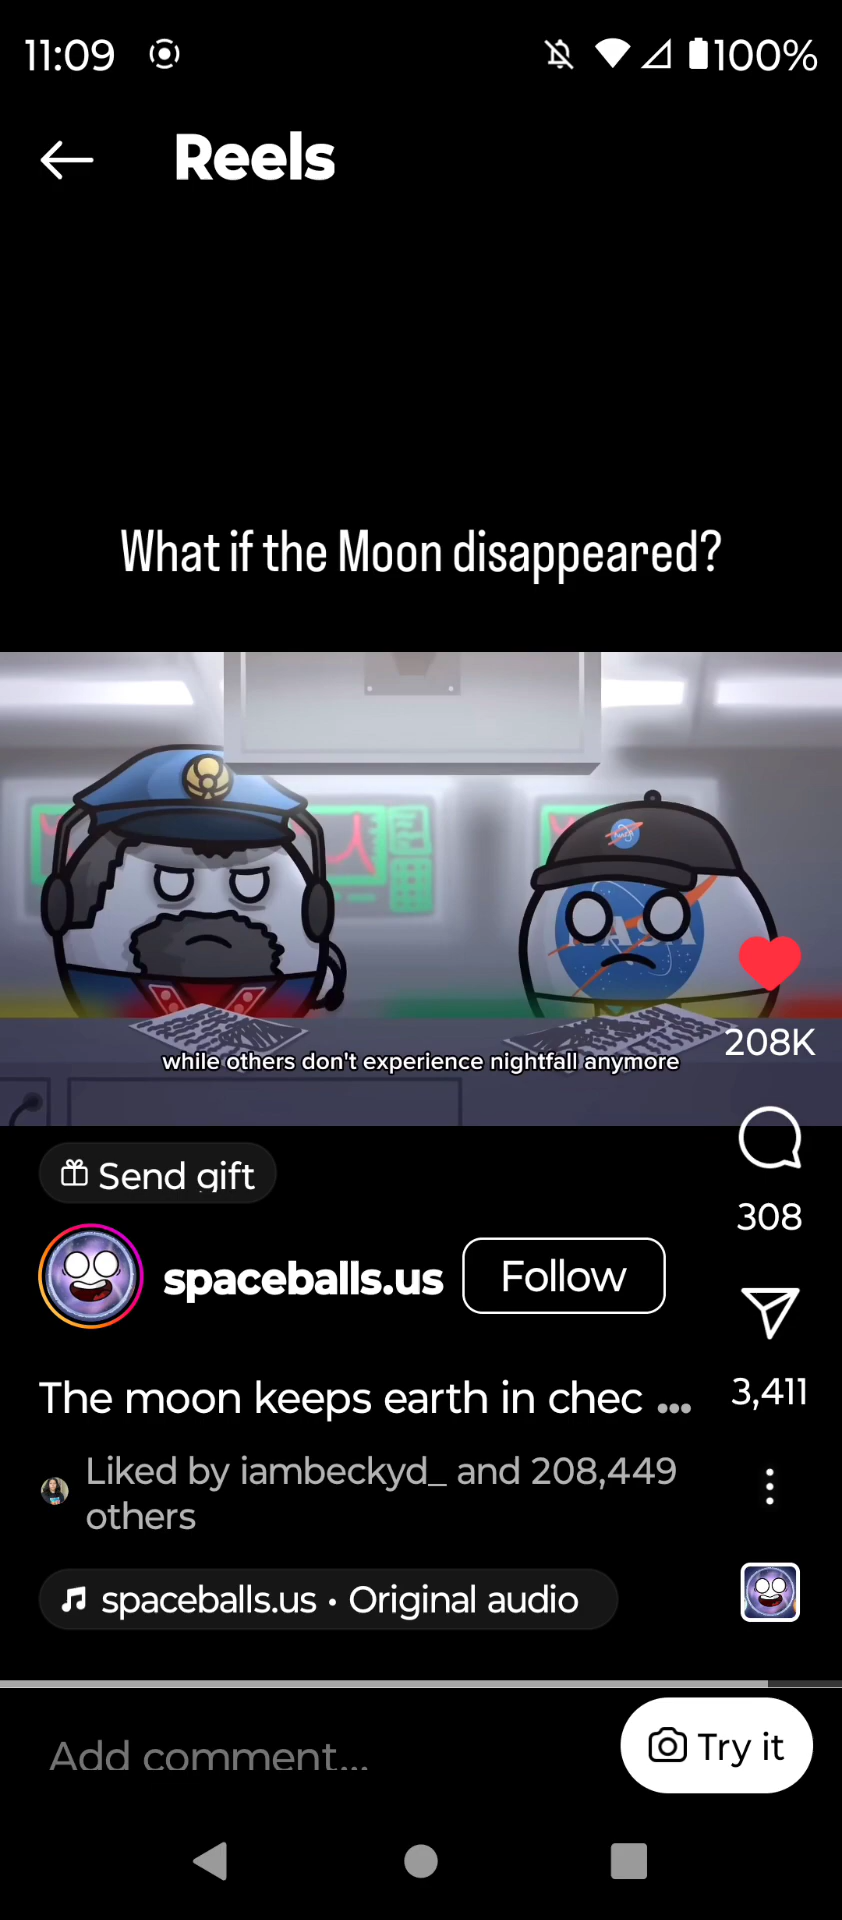 11:09
100%
Reels
What if the Moon disappeared?
NASA
NASA
while others don't experience nightfall anymore
208K
Send gift
308
spaceballs.us
Follow
The moon keeps earth in chec ...
3,411
Liked by iambeckyd_ and 208,449
others
spaceballs.us • Original audio
Add comment...
Try it